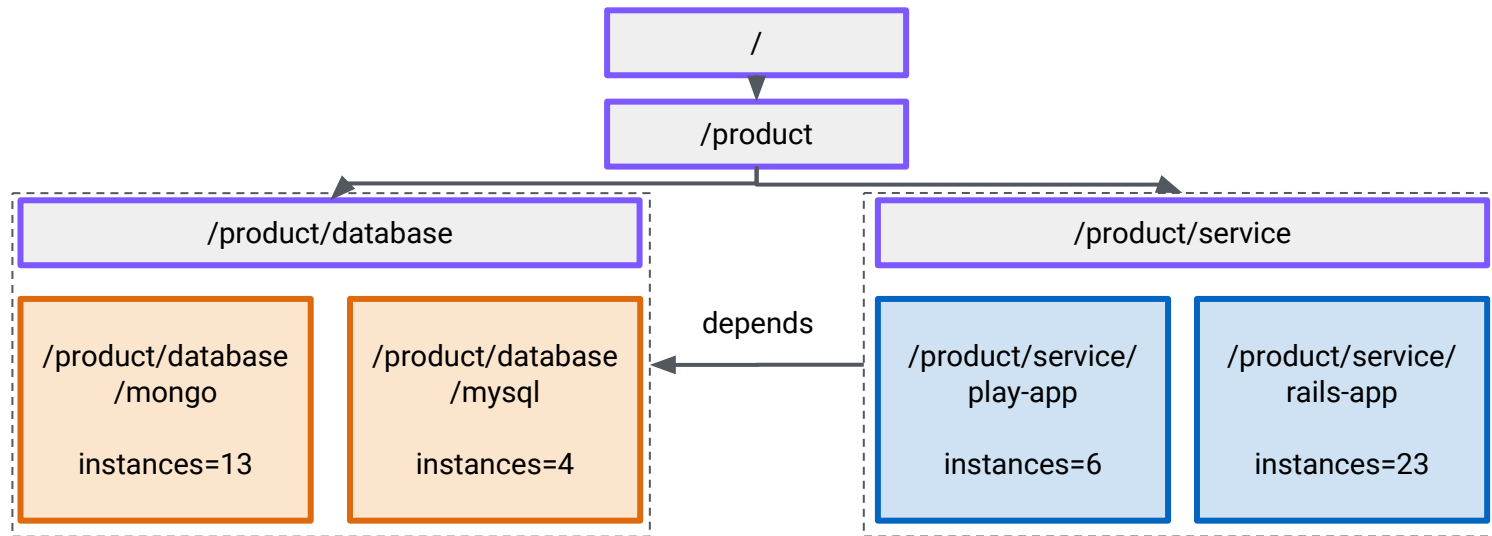 /
/product
/product/database
/product/service
depends
/product/database
/mongo
instances=13
/product/database
/mysql
instances=4
/product/service/
play-app
instances=6
/product/service/
rails-app
instances=23